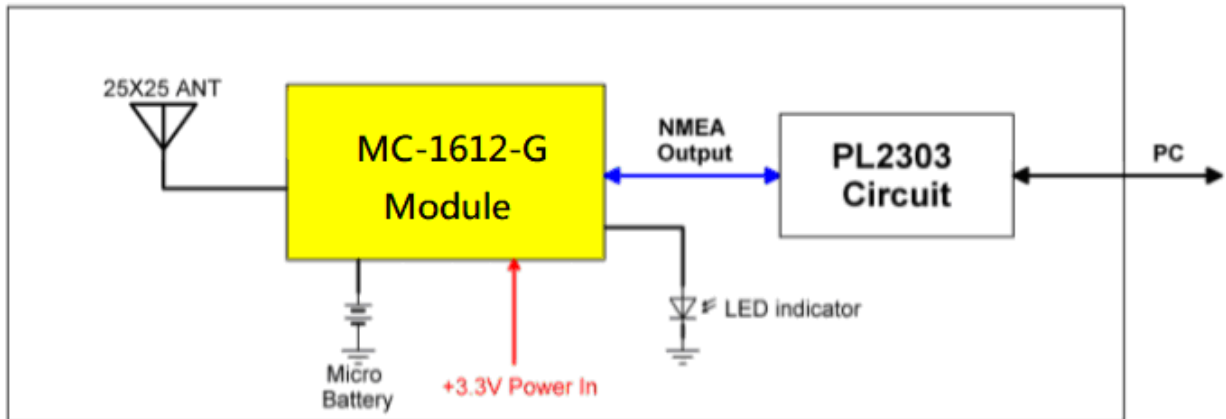 25X25 ANT
MC-1612-G
Module
NMEA
Output
PL2303
Circuit
PC
LED indicator
Micro
Battery
+3.3V Power In